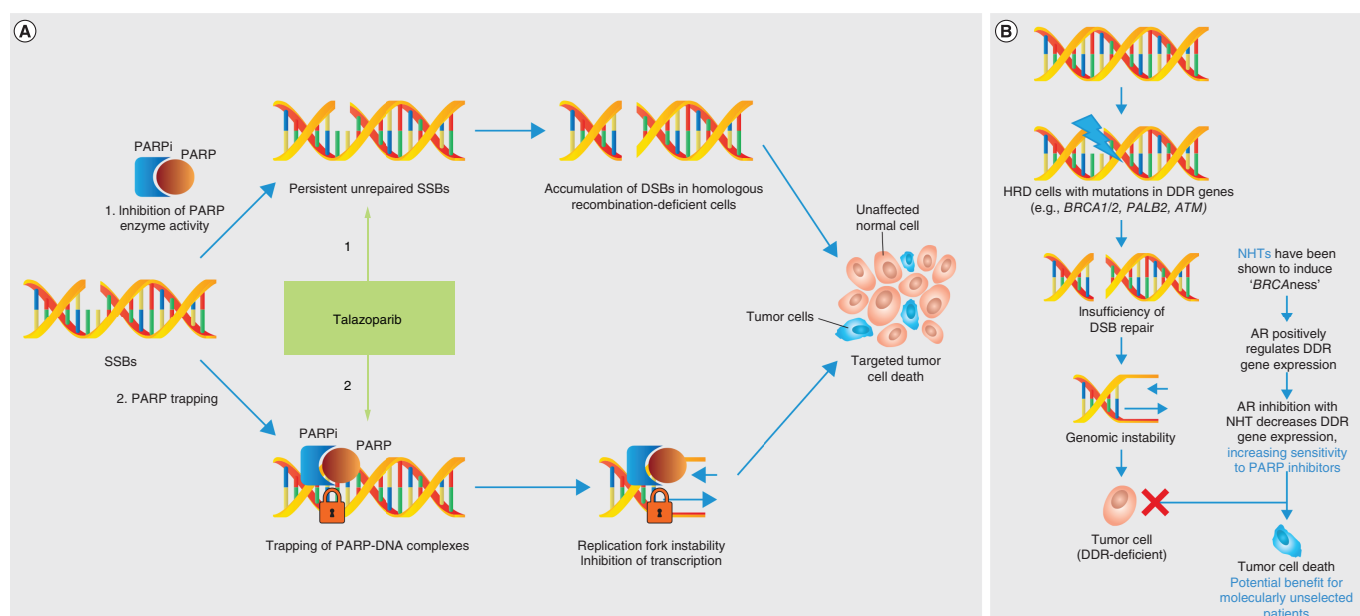 A
PARPi
PARP
1. Inhibition of PARP
enzyme activity
Persistent unrepaired SSBs
Accumulation of DSBs in homologous
recombination-deficient cells
Unaffected
normal cell
1
Talazoparib
SSBs
Tumor cells
Targeted tumor
cell death
2
2. PARP trapping
PARPi
PARP
Trapping of PARP-DNA complexes
Replication fork instability
Inhibition of transcription
B
HRD cells with mutations in DDR genes
(e.g., BRCA1/2, PALB2, ATM)
Insufficiency of
DSB repair
Genomic instability
Tumor cell
(DDR-deficient)
NHTs have been
shown to induce
‘BRCAness’
AR positively
regulates DDR
gene expression
AR inhibition with
NHT decreases DDR
gene expression,
increasing sensitivity
to PARP inhibitors
Tumor cell death
Potential benefit for
molecularly unselected
patients